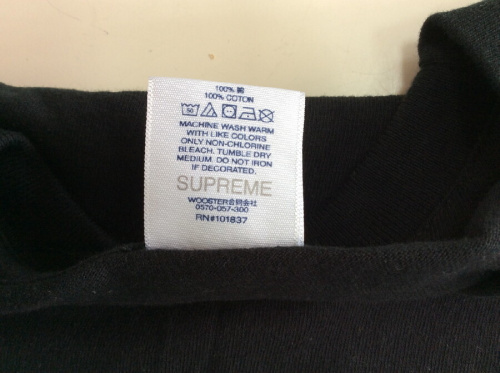 100% 綿
100% COTTON
50
MACHINE WASH WARM
WITH LIKE COLORS
ONLY NON-CHLORINE
BLEACH. TUMBLE DRY
MEDIUM. DO NOT IRON
IF DECORATED.
SUPREME
WOOSTER合同会社
0570-057-300
RN#101837